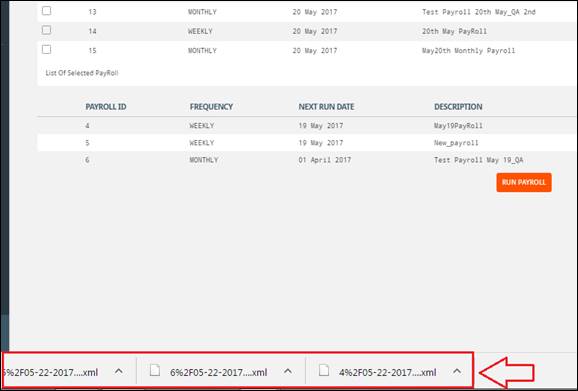 13 MONTHLY 20 May 2017 Test Payroll 20th May_QA 2nd
14 WEEKLY 20 May 2017 20th May PayRoll
15 MONTHLY 20 May 2017 May20th Monthly Payroll
List Of Selected PayRoll
PAYROLL ID FREQUENCY NEXT RUN DATE DESCRIPTION
4 WEEKLY 19 May 2017 May19PayRoll
5 WEEKLY 19 May 2017 New_payroll
6 MONTHLY 01 April 2017 Test Payroll May 19_QA
RUN PAYROLL
5%2F05-22-2017....xml 6%2F05-22-2017....xml 4%2F05-22-2017....xml